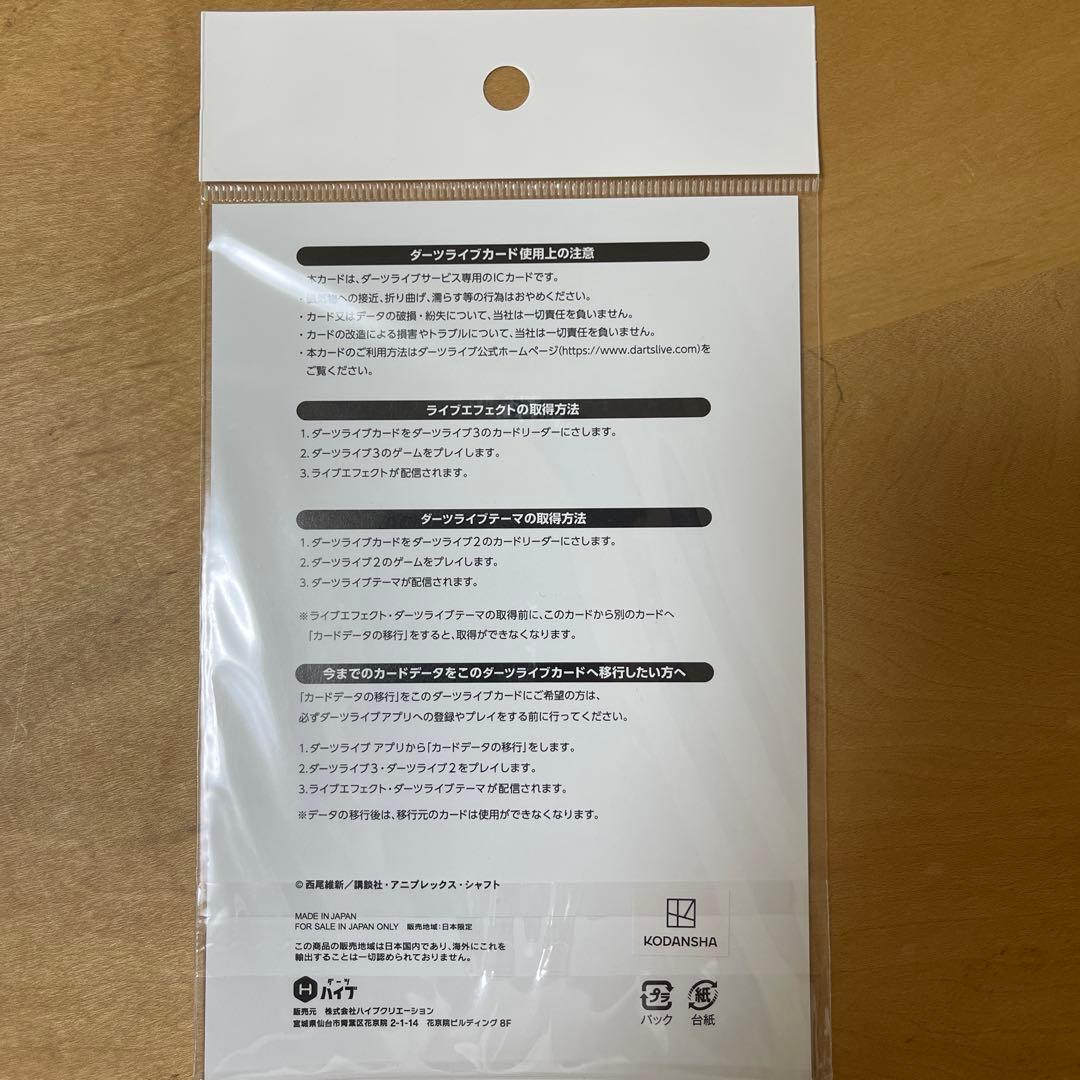 ダーツライブカード使用上の注意
本カードは、ダーツライブサービス専用のICカードです。
への接近、折り曲げ、濡らす等の行為はおやめください。
・カード又はデータの破損・紛失について、当社は一切責任を負いません。
・カードの改造による損害やトラブルについて、当社は一切責任を負いません。
・本カードのご利用方法はダーツライブ公式ホームページ(https://www.dartslive.com)を
ご覧ください。
ライブエフェクトの取得方法
1. ダーツライブカードをダーツライブ3のカードリーダーにさします。
2. ダーツライブ3のゲームをプレイします。
3. ライブエフェクトが配信されます。
ダーツライブテーマの取得方法
1. ダーツライブカードをダーツライブ2のカードリーダーにさします。
2. ダーツライブ2のゲームをプレイします。
3. ダーツライブテーマが配信されます。
※ライブエフェクト・ダーツライブテーマの取得前に、このカードから別のカードへ
「カードデータの移行」をすると、取得ができなくなります。
今までのカードデータをこのダーツライブカードへ移行したい方へ
「カードデータの移行」をこのダーツライブカードにご希望の方は、
必ずダーツライブアプリへの登録やプレイをする前に行ってください。
1. ダーツライブ アプリから「カードデータの移行」をします。
2. ダーツライブ3・ダーツライブ2をプレイします。
3. ライブエフェクト・ダーツライブテーマが配信されます。
※データの移行後は、移行元のカードは使用ができなくなります。
© 西尾維新／講談社・アニプレックス・シャフト
MADE IN JAPAN
FOR SALE IN JAPAN ONLY 販売地域：日本限定
この商品の販売地域は日本国内であり、海外にこれを
輸出することは一切認められておりません。
KODANSHA
H ダーツ
ハイブ
販売元 株式会社ハイブクリエーション
宮城県仙台市青葉区花京院 2-1-14 花京院ビルディング 8F
プラ 紙
パック 台紙